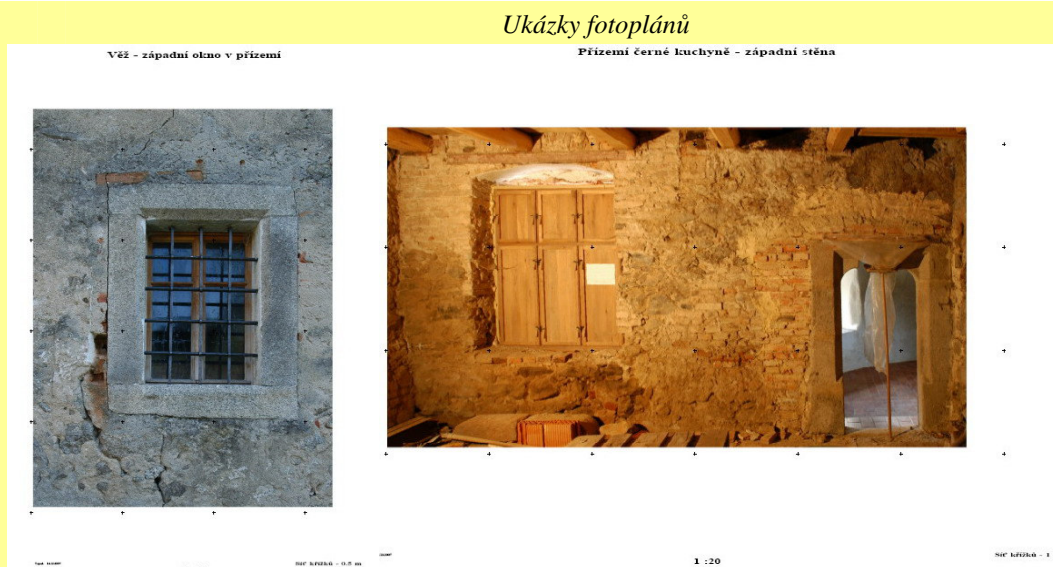 Ukázky fotoplánů
Věž - západní okno v přízemí
Přízemí černé kuchyně - západní stěna
Síť křížků - 0.5 m
1 :20
Síť křížků - 1